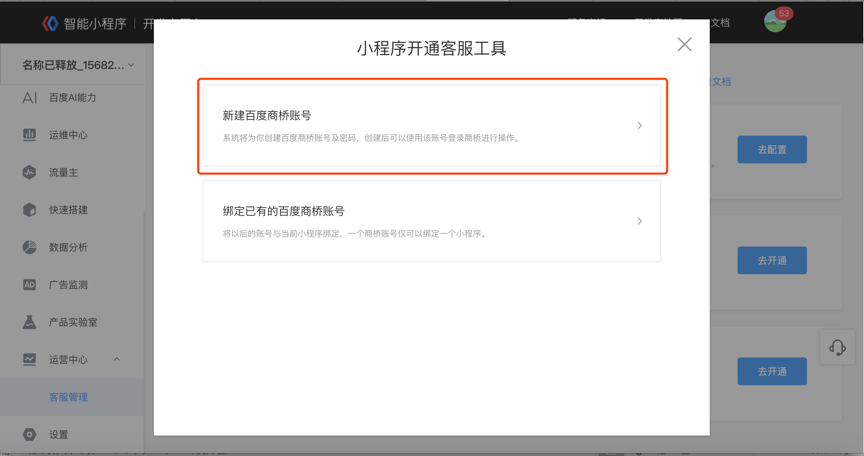 智能小程序
53
文档
名称已释放_15682...
百度AI能力
运维中心
流量主
快速搭建
数据分析
AD
广告监测
产品实验室
运营中心
客服管理
设置
小程序开通客服工具
新建百度商桥账号
系统将为你创建百度商桥账号及密码，创建后可以使用该账号登录商桥进行操作。
绑定已有的百度商桥账号
将以后的账号与当前小程序绑定，一个商桥账号仅可以绑定一个小程序。
文档
去配置
去开通
去开通